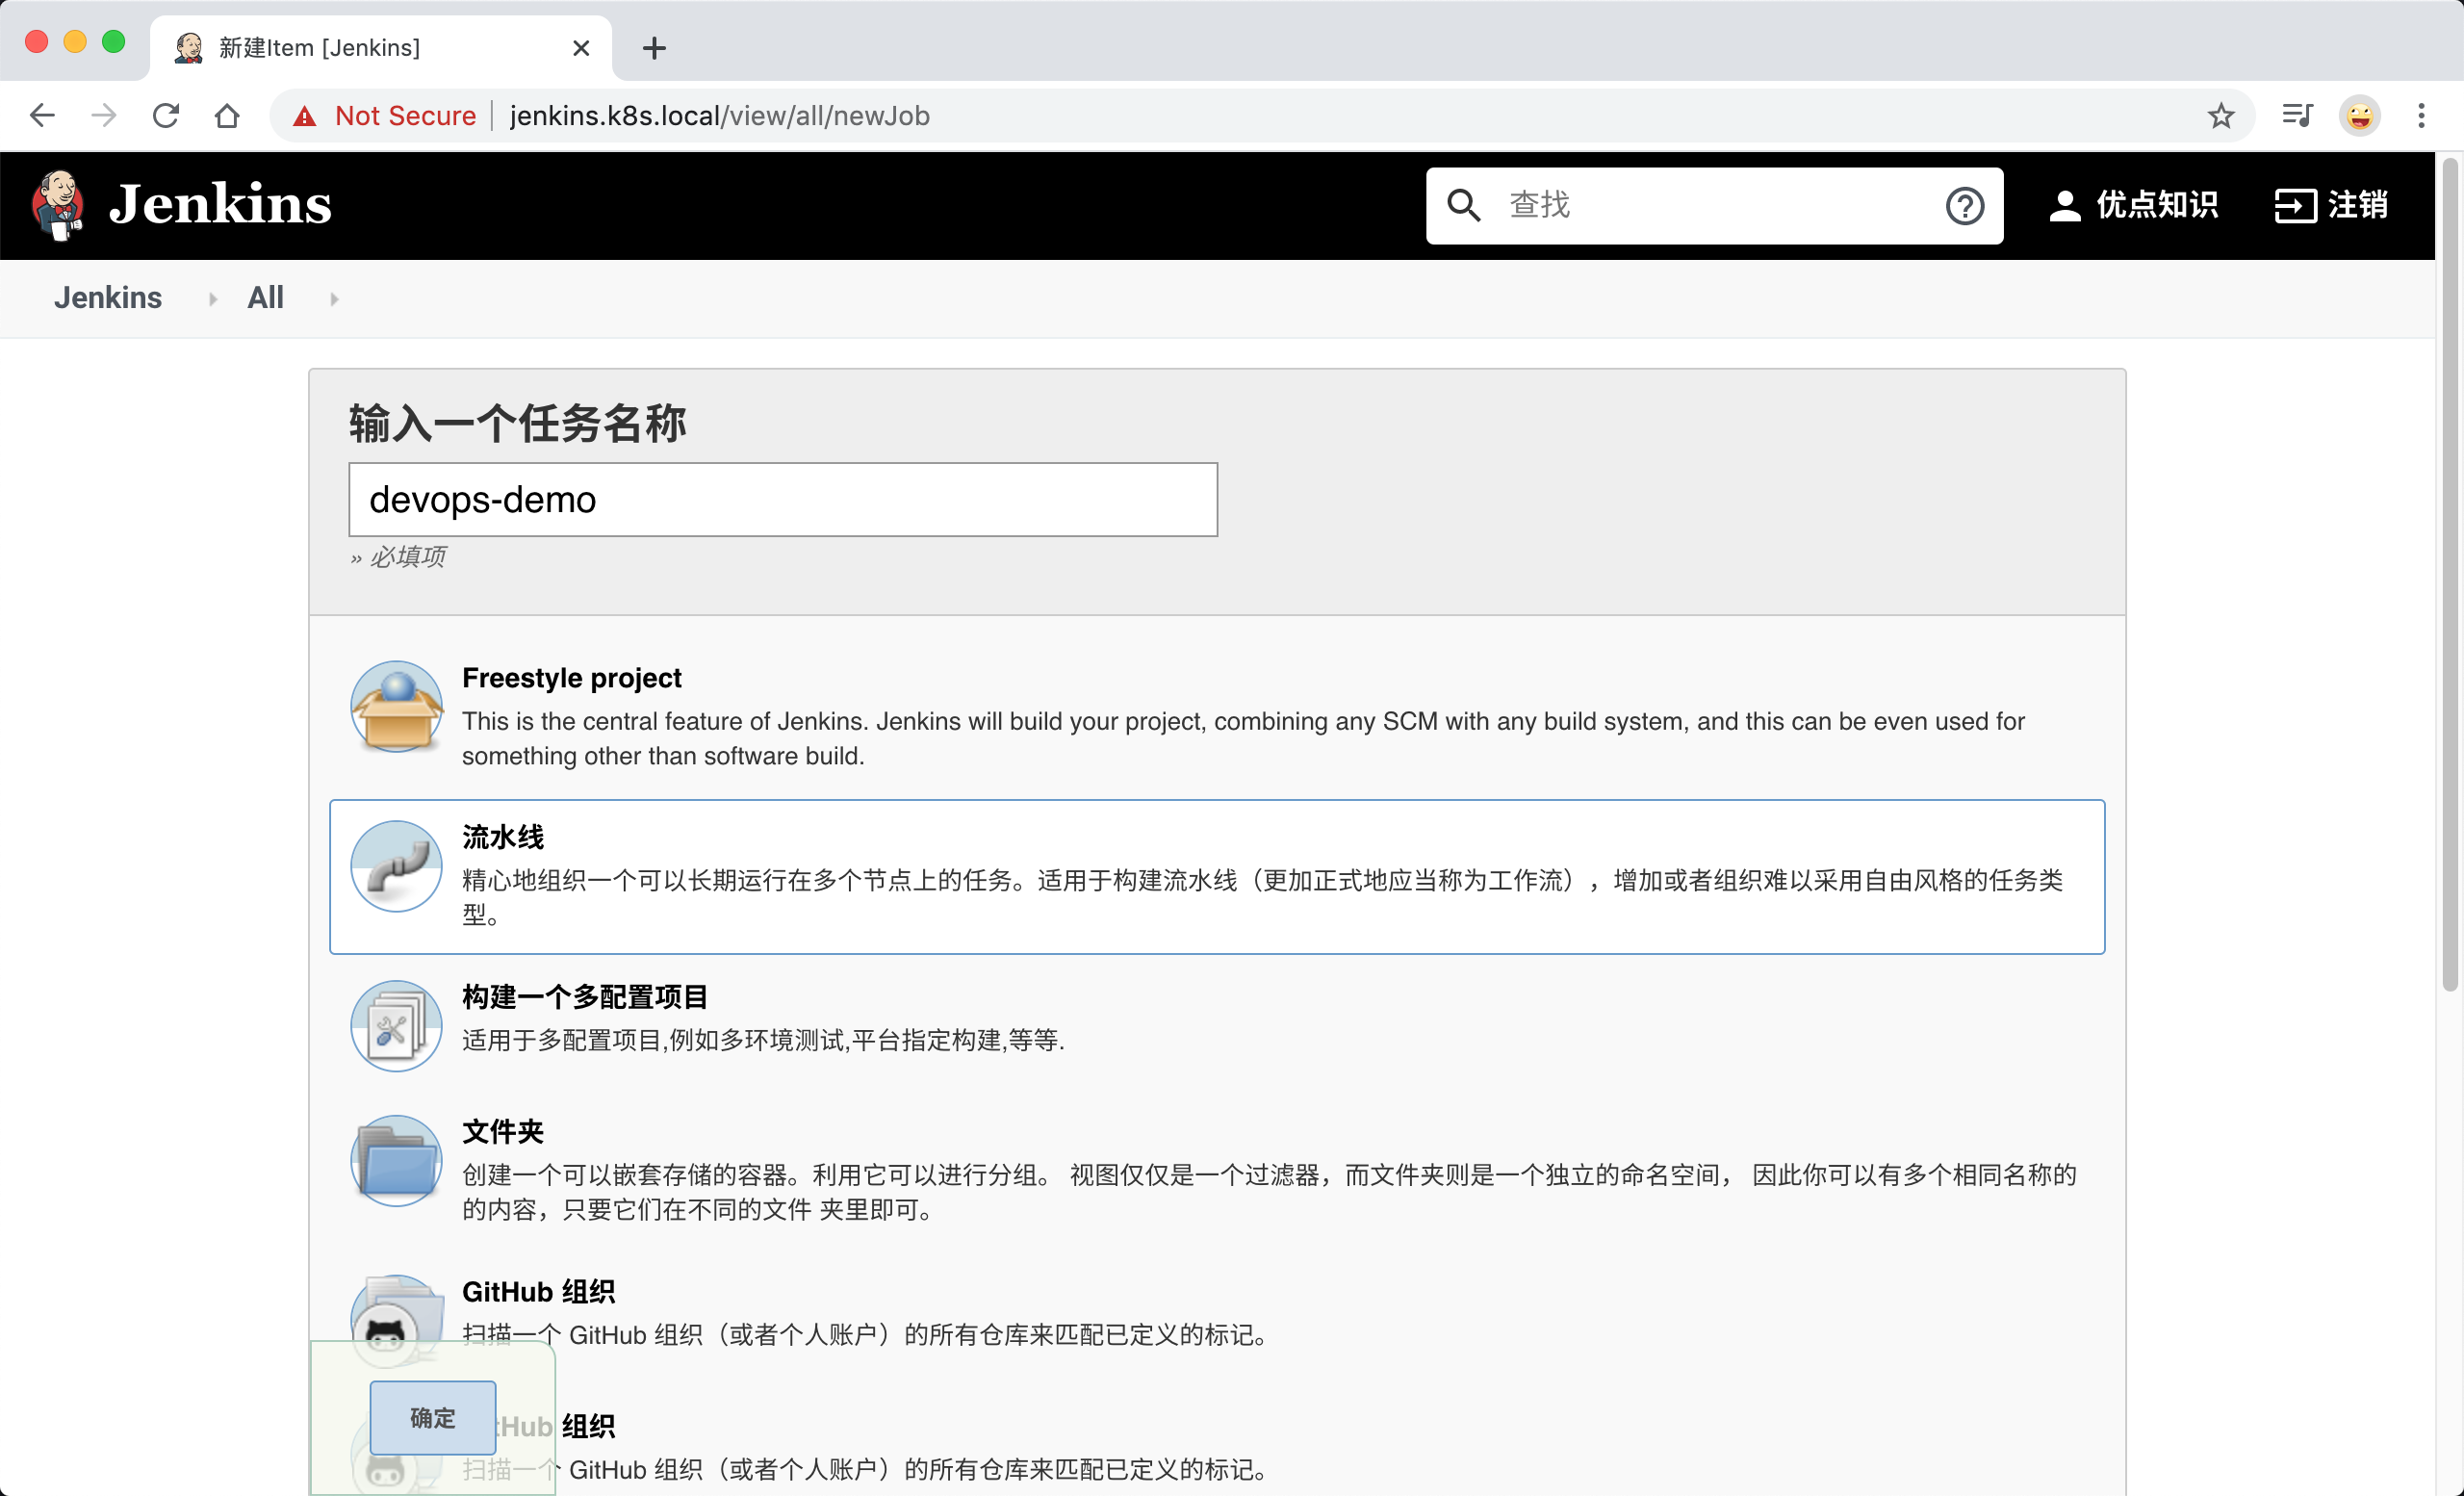 新建Item [Jenkins]
Not Secure
jenkins.k8s.local/view/all/newJob
Jenkins
查找
优点知识
注销
Jenkins
All
输入一个任务名称
devops-demo
» 必填项
Freestyle project
This is the central feature of Jenkins. Jenkins will build your project, combining any SCM with any build system, and this can be even used for
something other than software build.
流水线
精心地组织一个可以长期运行在多个节点上的任务。适用于构建流水线（更加正式地应当称为工作流），增加或者组织难以采用自由风格的任务类
型。
构建一个多配置项目
适用于多配置项目,例如多环境测试,平台指定构建,等等.
文件夹
创建一个可以嵌套存储的容器。利用它可以进行分组。 视图仅仅是一个过滤器，而文件夹则是一个独立的命名空间， 因此你可以有多个相同名称的
的内容，只要它们在不同的文件 夹里即可。
GitHub 组织
扫描一个 GitHub 组织（或者个人账户）的所有仓库来匹配已定义的标记。
确定
tHub 组织
扫描一个 GitHub 组织（或者个人账户）的所有仓库来匹配已定义的标记。